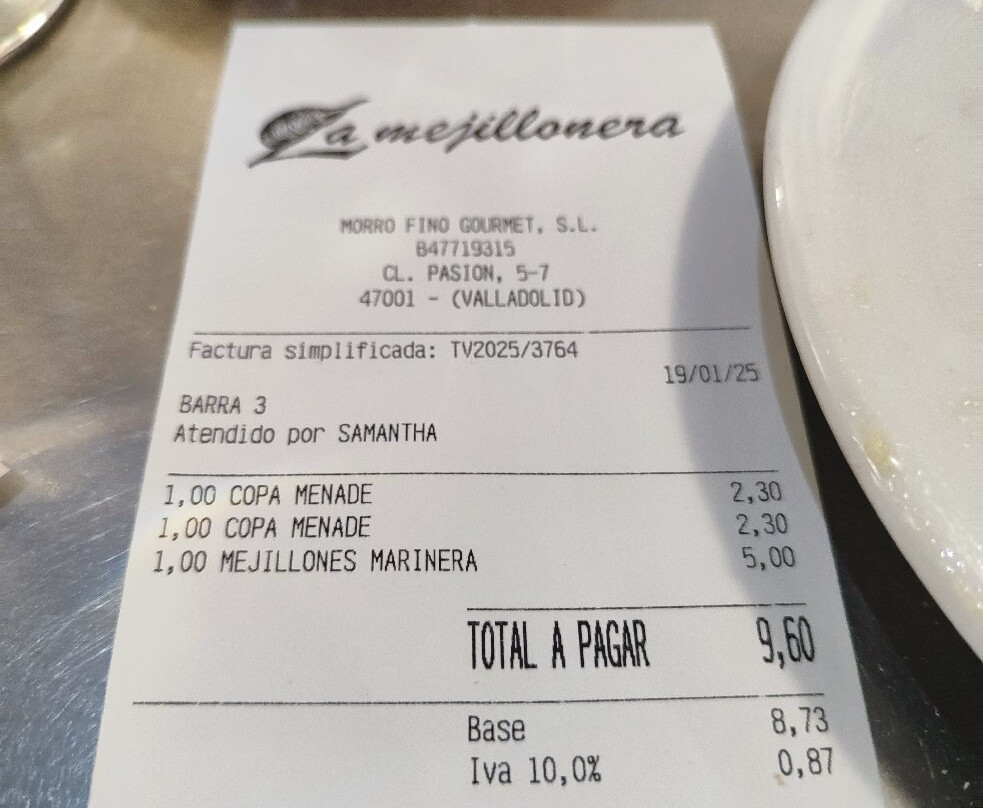 La mejillonera
MORRO FINO GOURMET, S.L.
B47719315
CL. PASION, 5-7
47001 - (VALLADOLID)
Factura simplificada: TV2025/3764
19/01/25
BARRA 3
Atendido por SAMANTHA
1,00 COPA MENADE 2,30
1,00 COPA MENADE 2,30
1,00 MEJILLONES MARINERA 5,00
TOTAL A PAGAR 9,60
Base 8,73
Iva 10,0% 0,87